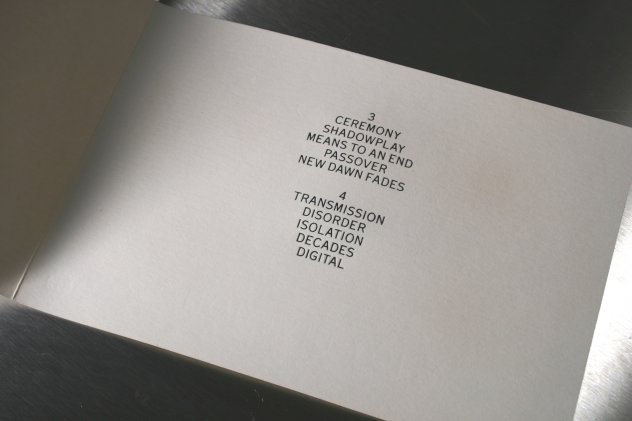 3
CEREMONY
SHADOWPLAY
MEANS TO AN END
PASSOVER
NEW DAWN FADES
4
TRANSMISSION
DISORDER
ISOLATION
DECADES
DIGITAL